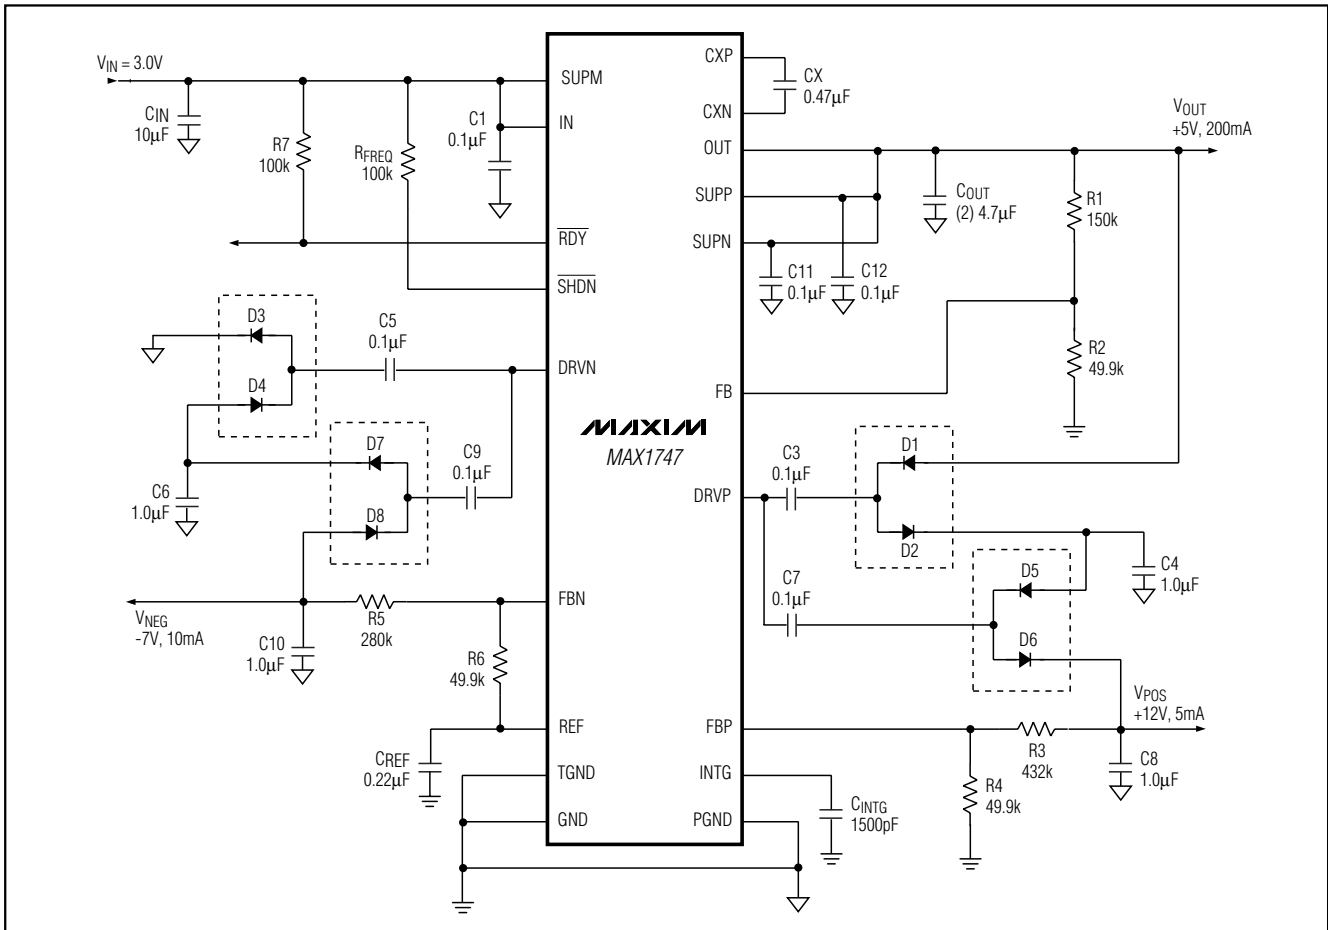 VIN = 3.0V
CIN
10µF
R7
100k
RFREQ
100k
C1
0.1µF
SUPM
IN
RDY
SHDN
DRVN
FBN
REF
TGND
GND
CXP
CXN
OUT
SUPP
SUPN
FB
DRVP
FBP
INTG
PGND
MAXIM
MAX1747
CX
0.47µF
VOUT
+5V, 200mA
COUT
(2) 4.7µF
R1
150k
C11
0.1µF
C12
0.1µF
R2
49.9k
D3
D4
C5
0.1µF
D7
D8
C9
0.1µF
C6
1.0µF
VNEG
-7V, 10mA
R5
280k
C10
1.0µF
R6
49.9k
CREF
0.22µF
C3
0.1µF
D1
D2
C7
0.1µF
D5
D6
C4
1.0µF
VPOS
+12V, 5mA
R3
432k
C8
1.0µF
R4
49.9k
CINTG
1500pF